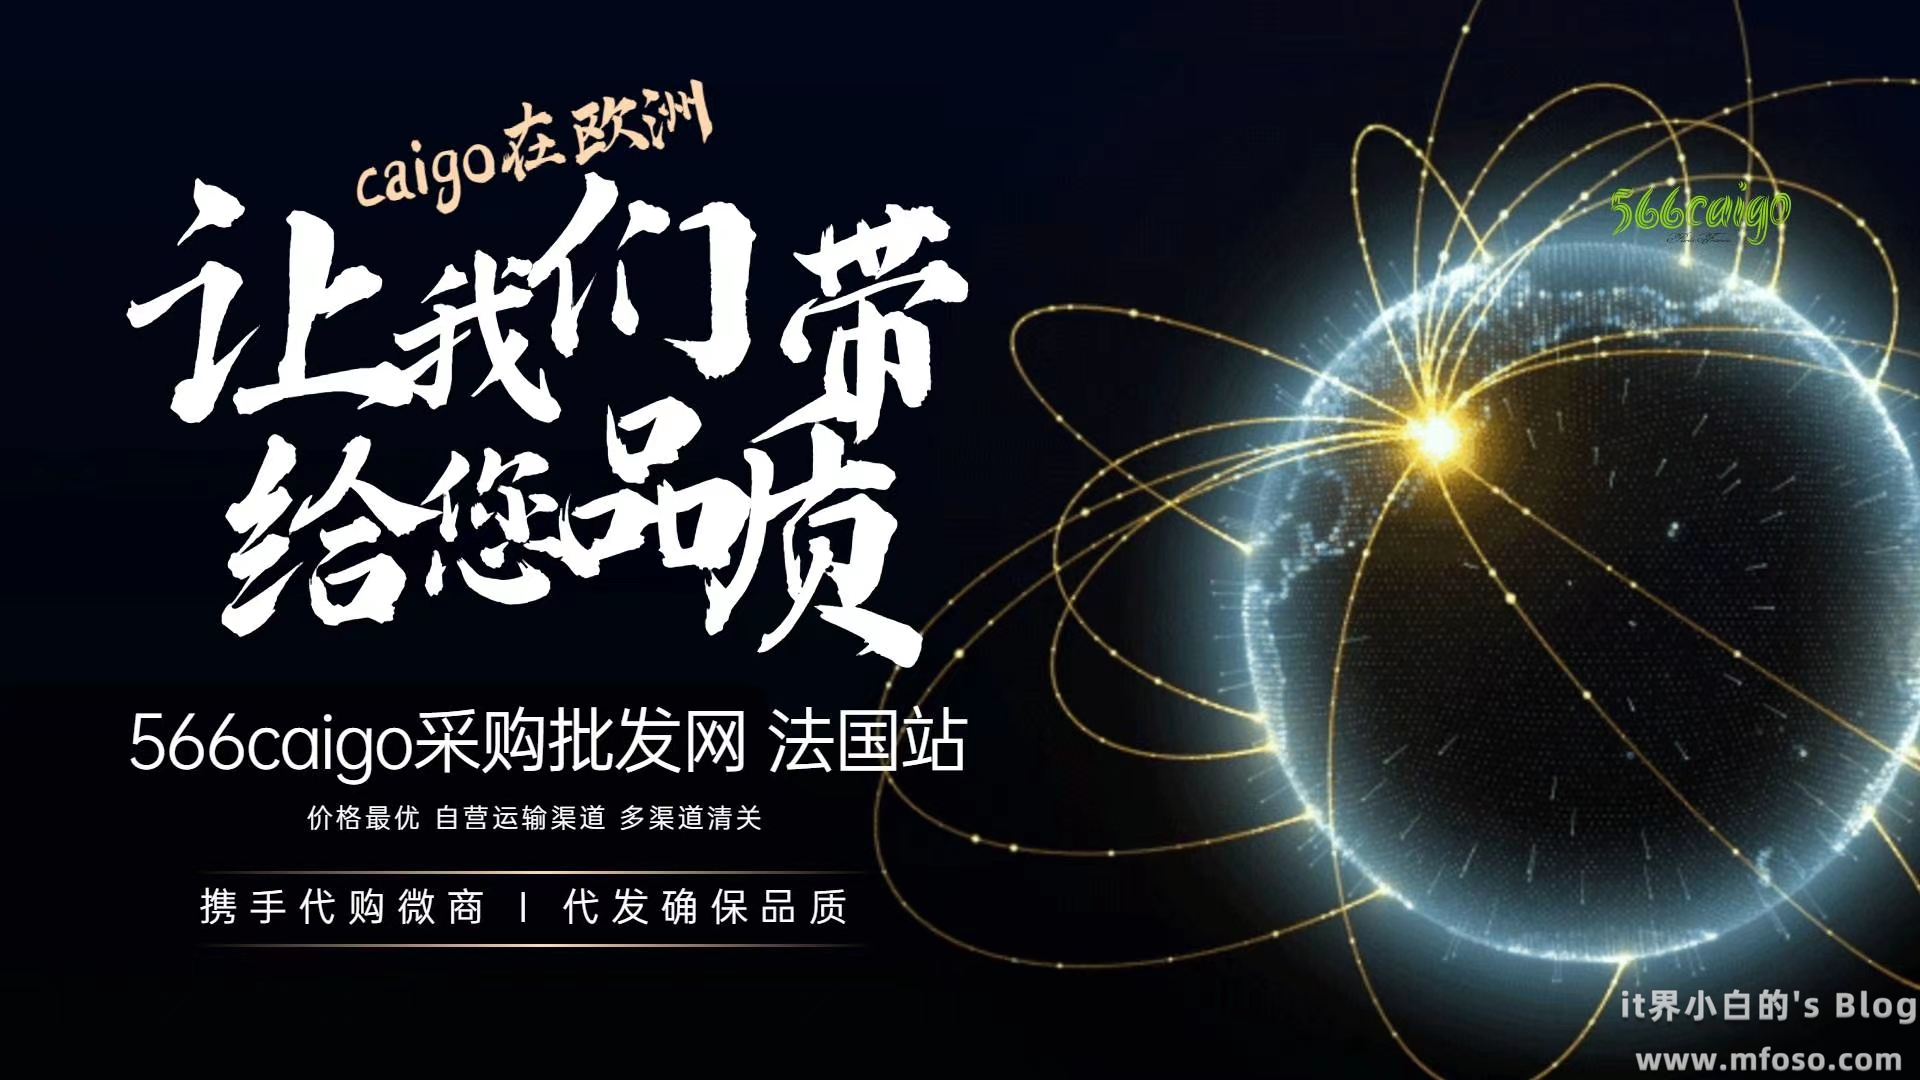 caigo在欧洲
让我们带
给您品质
566caigo采购批发网 法国站
价格最优 自营运输渠道 多渠道清关
携手代购微商 | 代发确保品质
566caigo
it界小白的's Blog
www.mfoso.com